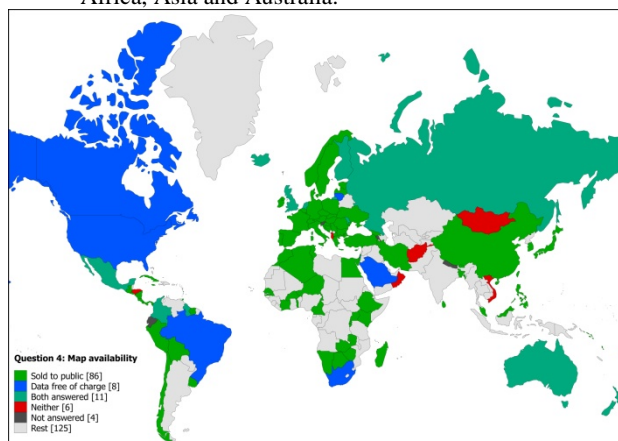 Africa, Asia and Australia.
Question 4: Map availability
Sold to public [86]
Data free of charge [8]
Both answered [11]
Neither [6]
Not answered [4]
Rest [125]